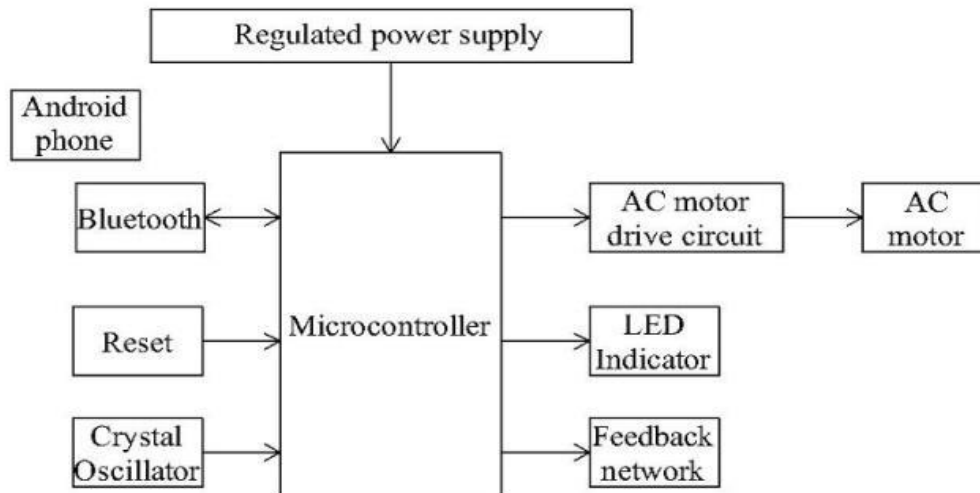 Regulated power supply
Android
phone
Bluetooth
AC motor
drive circuit
AC
motor
Reset
Microcontroller
LED
Indicator
Crystal
Oscillator
Feedback
network